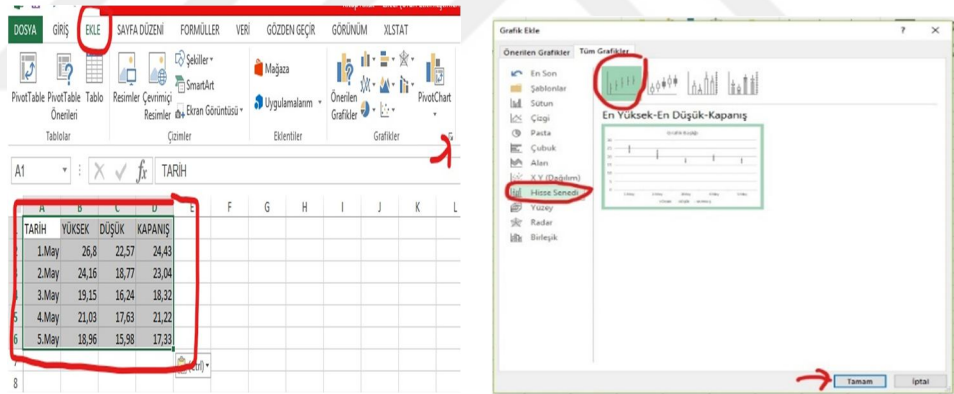 DOSYA GİRİŞ EKLE SAYFA DÜZENİ FORMÜLLER VERİ GÖZDEN GEÇİR GÖRÜNÜM XLSTAT
PivotTable PivotTable Önerileri Tablo
Tablolar
Resimler Çevrimiçi Resimler
Şekiller
SmartArt
Ekran Görüntüsü
Çizimler
Mağaza
Uygulamalarım
Eklentiler
Önerilen Grafikler
PivotChart
Grafikler
A1 fx TARİH
A B C D E F G H I J K L
TARİH YÜKSEK DÜŞÜK KAPANIŞ
1.May 26,8 22,57 24,43
2.May 24,16 18,77 23,04
3.May 19,15 16,24 18,32
4.May 21,03 17,63 21,22
5 5.May 18,96 15,98 17,33
7 (Ctrl)
8
Grafik Ekle ? X
Önerilen Grafikler Tüm Grafikler
En Son
Şablonlar
Sütun
Çizgi
Pasta
Çubuk
Alan
X Y (Dağılım)
Hisse Senedi
Yüzey
Radar
Birleşik
En Yüksek-En Düşük-Kapanış
Grafik Başlığı
Tamam İptal